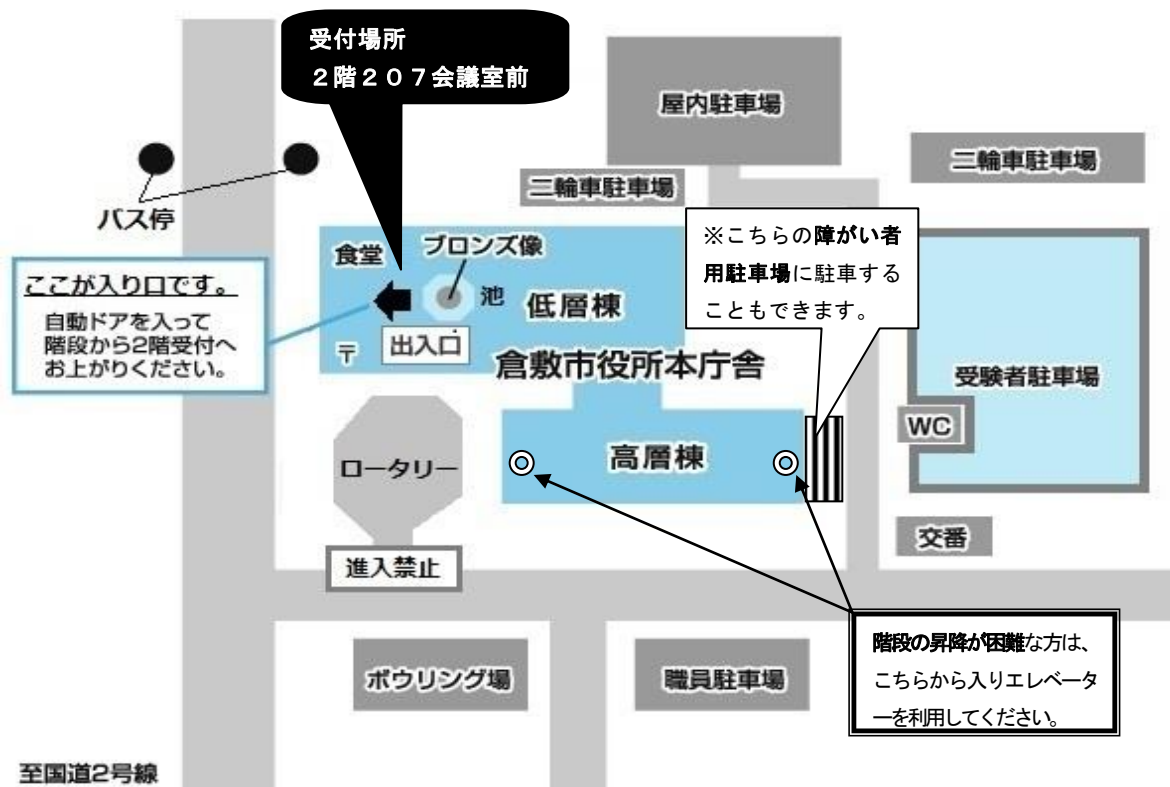 受付場所
２階２０７会議室前
屋内駐車場
二輪車駐車場
二輪車駐車場
バス停
※こちらの障がい者
用駐車場に駐車する
こともできます。
食堂
ブロンズ像
池
低層棟
ここが入り口です。
自動ドアを入って
階段から2階受付へ
お上がりください。
〒
出入口
倉敷市役所本庁舎
受験者駐車場
WC
ロータリー
高層棟
交番
進入禁止
階段の昇降が困難な方は、
こちらから入りエレベータ
ーを利用してください。
ボウリング場
職員駐車場
至国道2号線